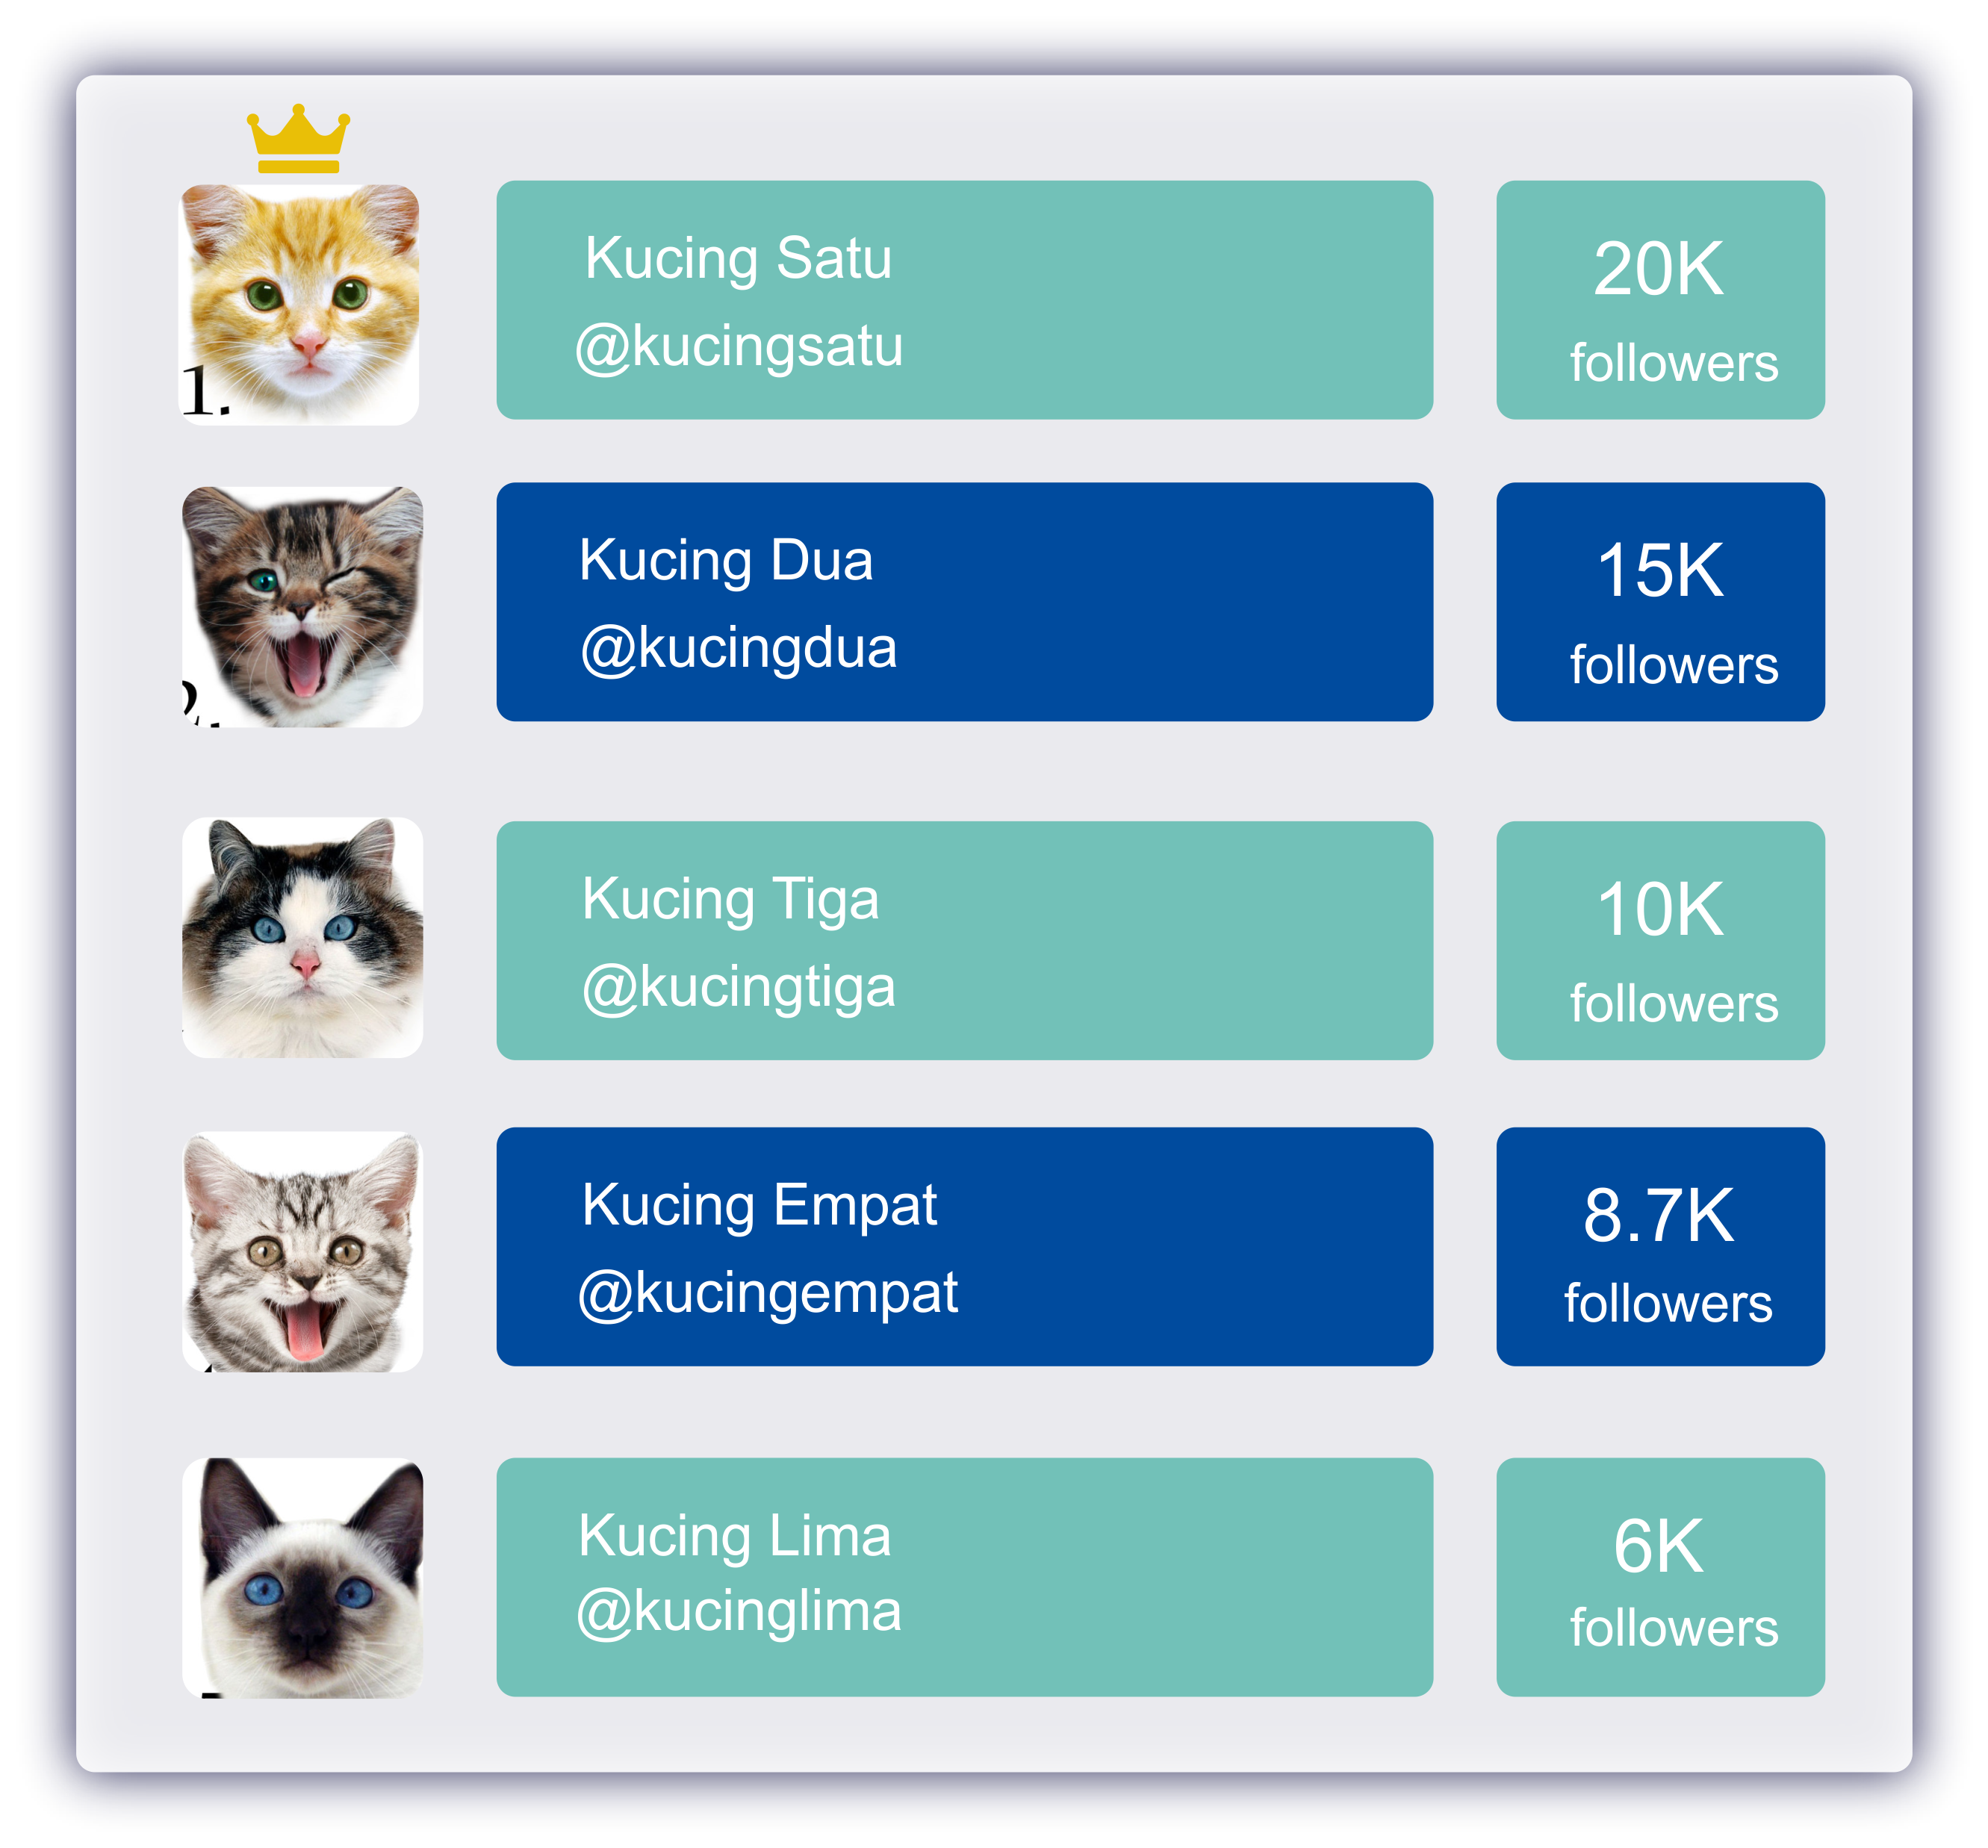 1.
Kucing Satu
@kucingsatu
20K
followers
2.
Kucing Dua
@kucingdua
15K
followers
Kucing Tiga
@kucingtiga
10K
followers
Kucing Empat
@kucingempat
8.7K
followers
Kucing Lima
@kucinglima
6K
followers